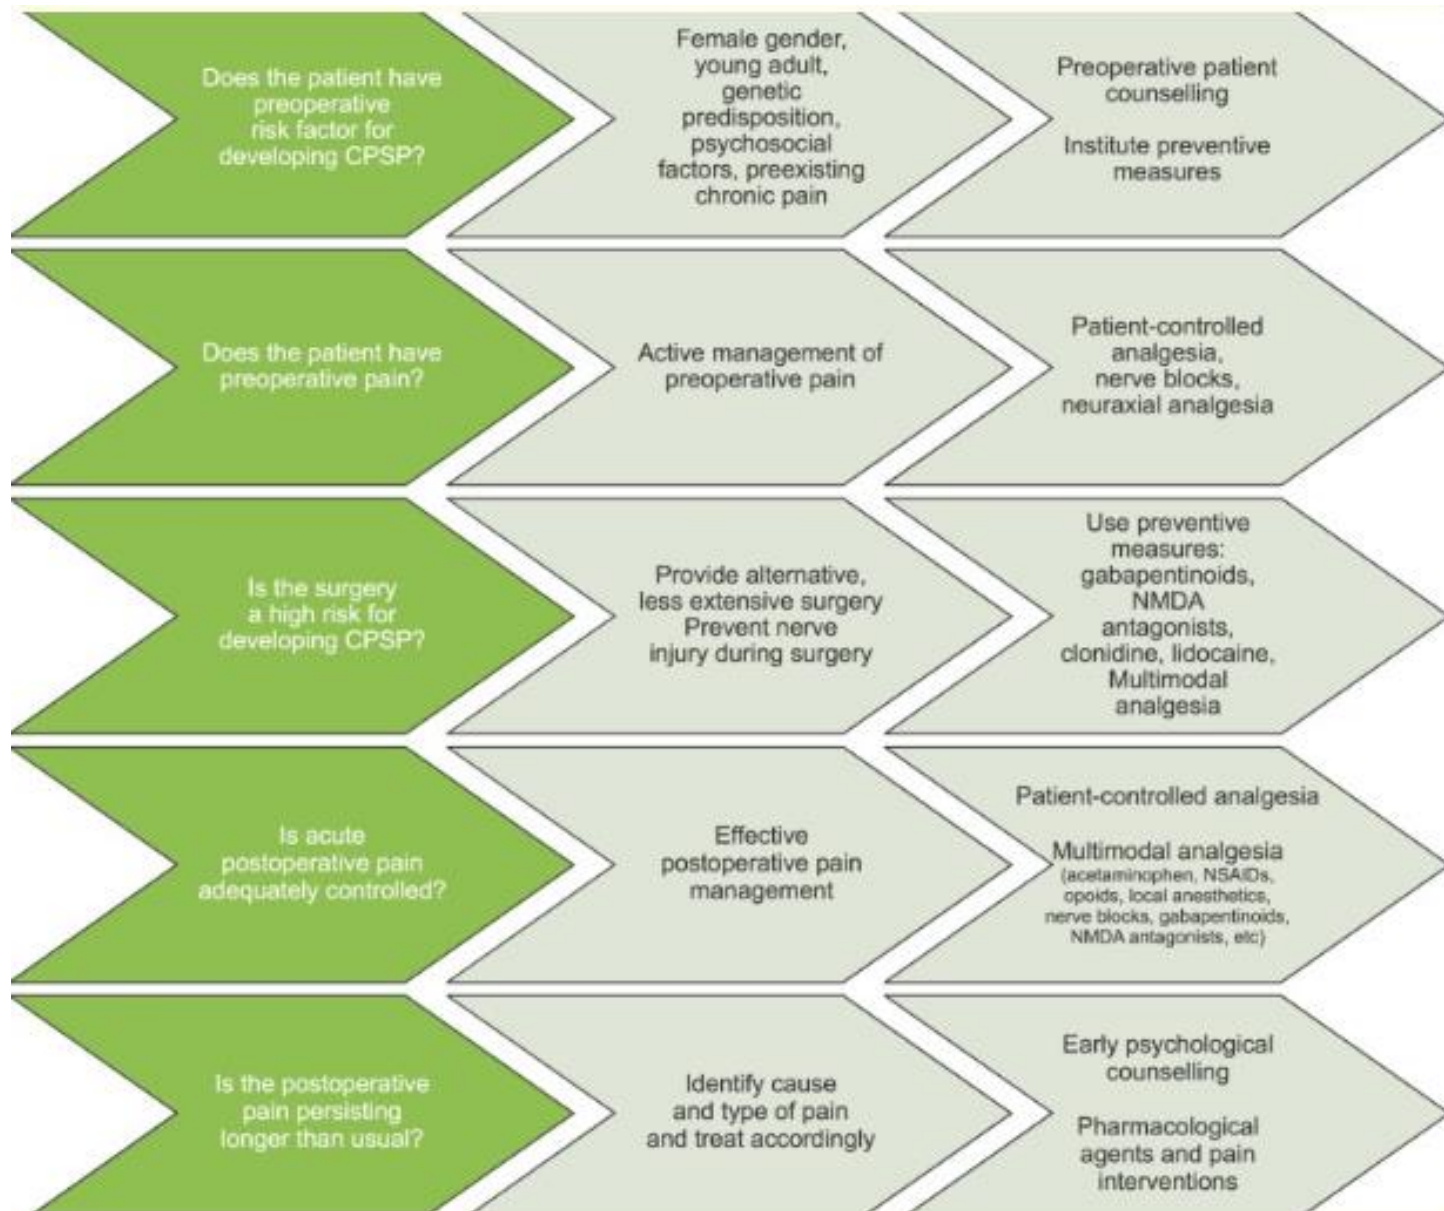 Does the patient have
preoperative
risk factor for
developing CPSP?
Female gender,
young adult,
genetic
predisposition,
psychosocial
factors, preexisting
chronic pain
Preoperative patient
counselling
Institute preventive
measures
Does the patient have
preoperative pain?
Active management of
preoperative pain
Patient-controlled
analgesia,
nerve blocks,
neuraxial analgesia
Is the surgery
a high risk for
developing CPSP?
Provide alternative,
less extensive surgery
Prevent nerve
injury during surgery
Use preventive
measures:
gabapentinoids,
NMDA
antagonists,
clonidine, lidocaine,
Multimodal
analgesia
Is acute
postoperative pain
adequately controlled?
Effective
postoperative pain
management
Patient-controlled analgesia
Multimodal analgesia
(acetaminophen, NSAIDs,
opoids, local anesthetics,
nerve blocks, gabapentinoids,
NMDA antagonists, etc)
Is the postoperative
pain persisting
longer than usual?
Identify cause
and type of pain
and treat accordingly
Early psychological
counselling
Pharmacological
agents and pain
interventions